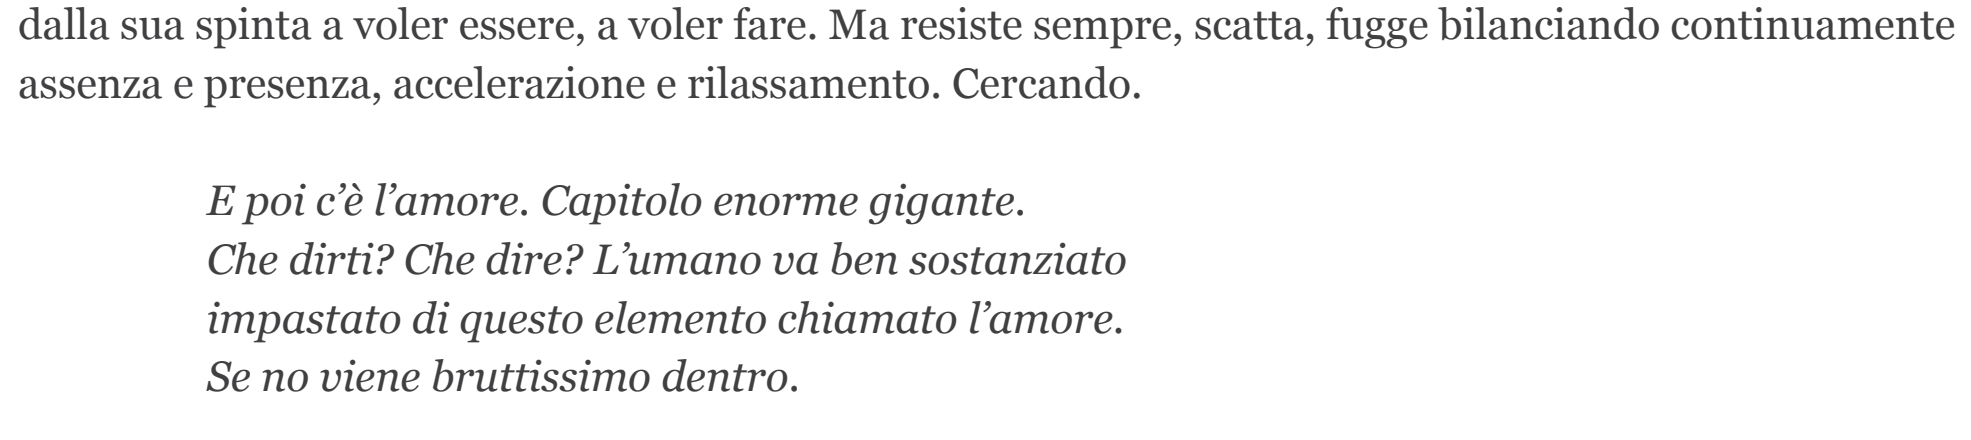 dalla sua spinta a voler essere, a voler fare. Ma resiste sempre, scatta, fugge bilanciando continuamente
assenza e presenza, accelerazione e rilassamento. Cercando.
E poi c’è l’amore. Capitolo enorme gigante.
Che dirti? Che dire? L’umano va ben sostanziato
impastato di questo elemento chiamato l’amore.
Se no viene bruttissimo dentro.